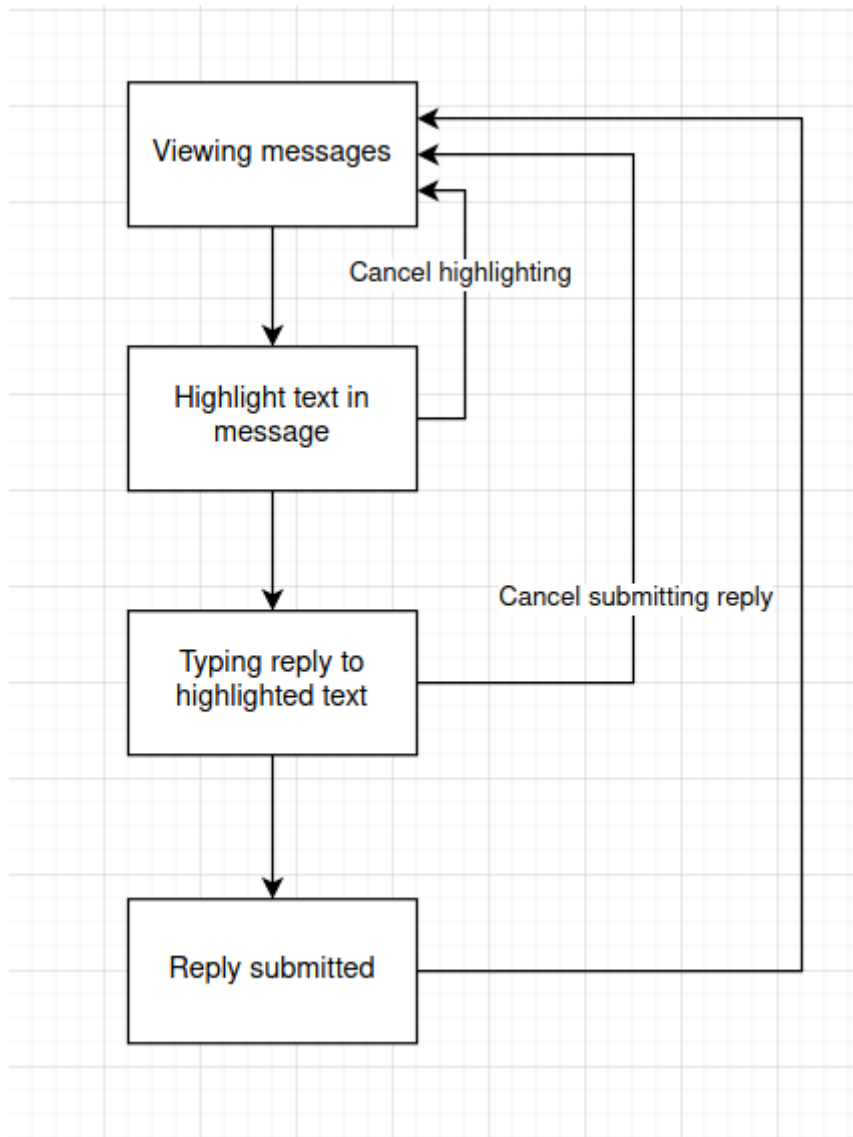 Viewing messages
Cancel highlighting
Highlight text in
message
Cancel submitting reply
Typing reply to
highlighted text
Reply submitted